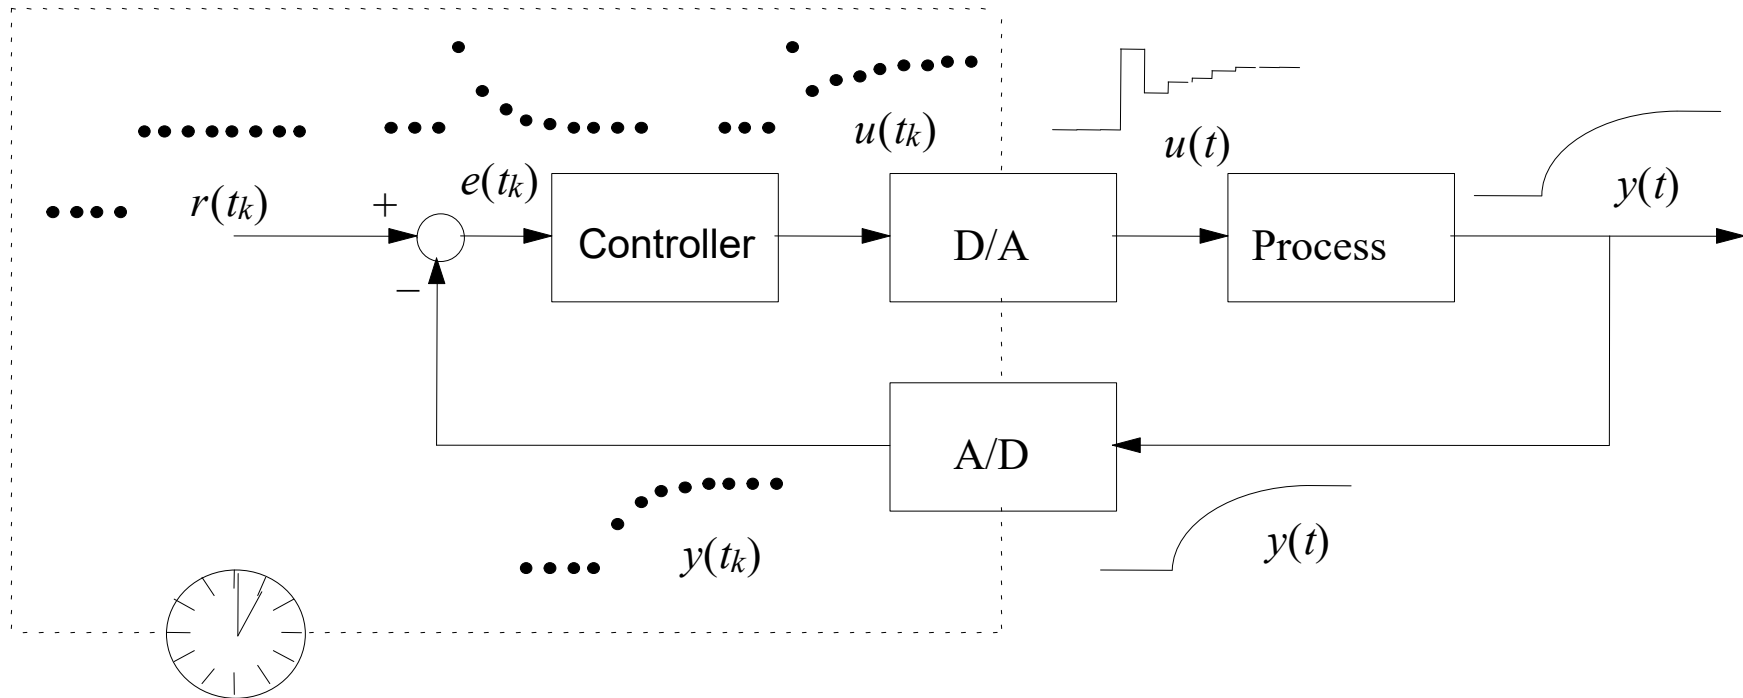 u(tₖ)
u(t)
e(tₖ)
y(t)
r(tₖ)
+
Controller
D/A
Process
−
A/D
y(tₖ)
y(t)